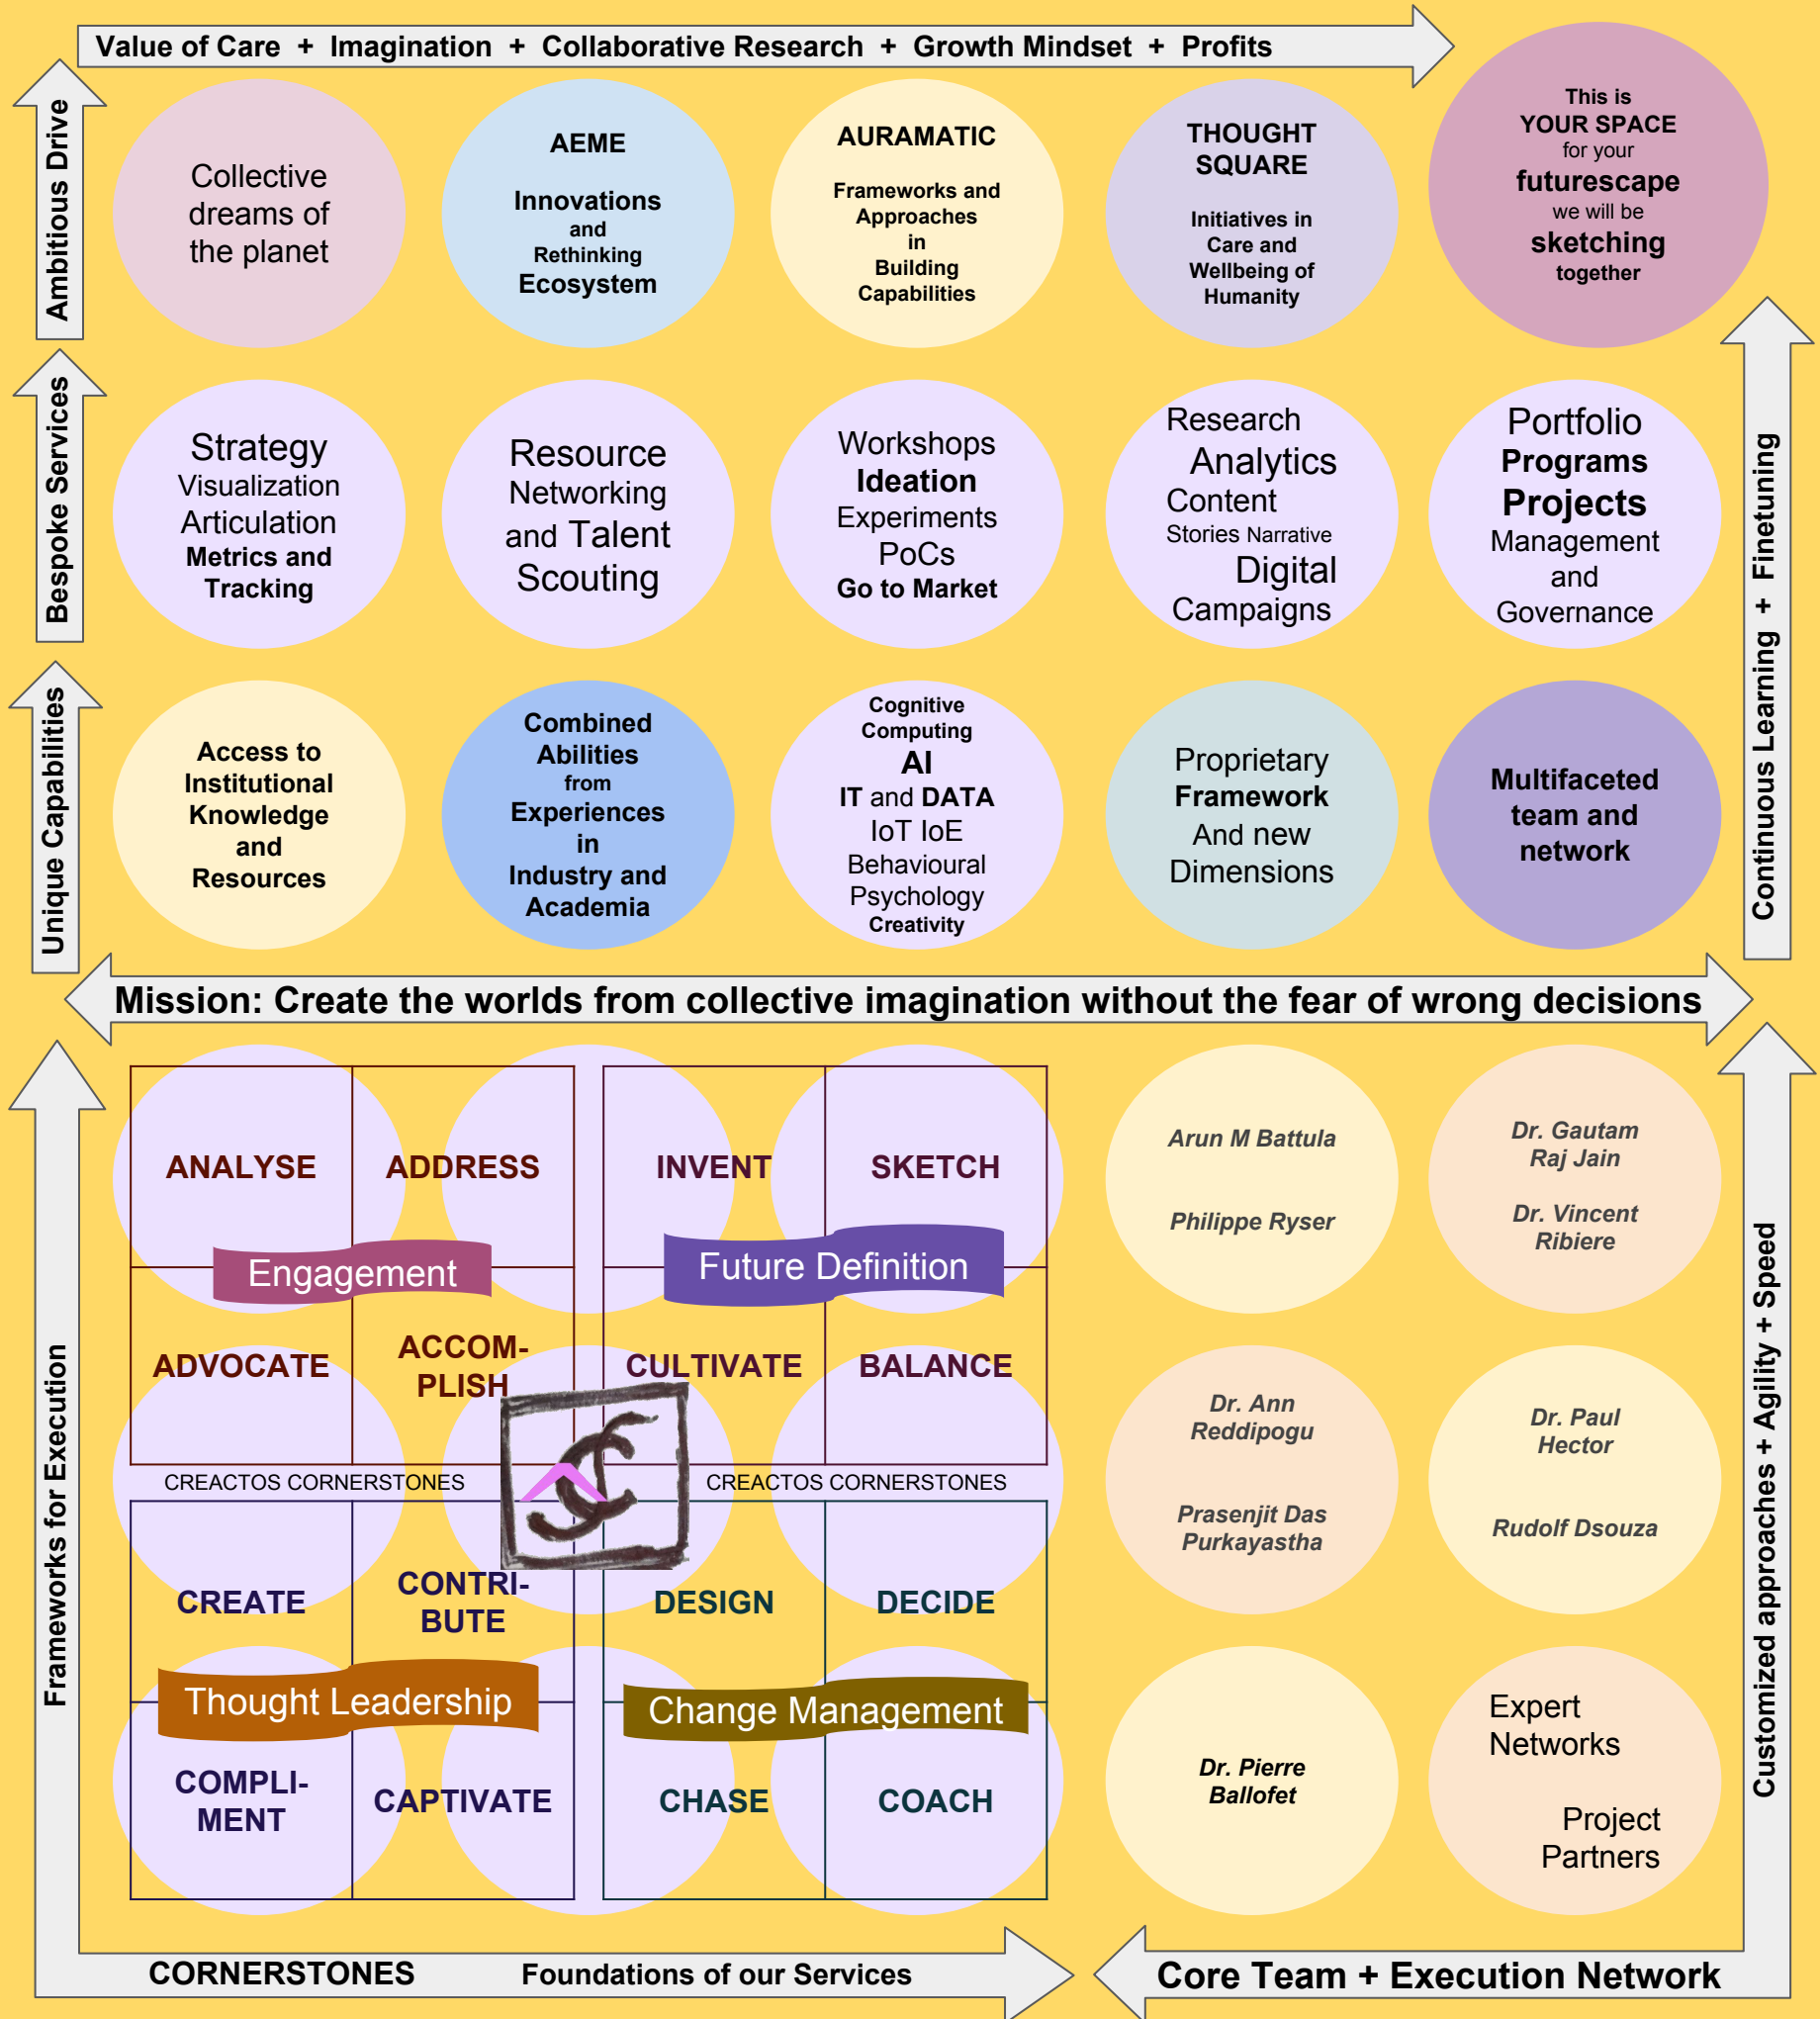 Value of Care + Imagination + Collaborative Research + Growth Mindset + Profits
Ambitious Drive
Collective
dreams of
the planet
AEME
Innovations
and
Rethinking
Ecosystem
AURAMATIC
Frameworks and
Approaches
in
Building
Capabilities
THOUGHT
SQUARE
Initiatives in
Care and
Wellbeing of
Humanity
This is
YOUR SPACE
for your
futurescape
we will be
sketching
together
Bespoke Services
Strategy
Visualization
Articulation
Metrics and
Tracking
Resource
Networking
and Talent
Scouting
Workshops
Ideation
Experiments
PoCs
Go to Market
Research
Analytics
Content
Stories Narrative
Digital
Campaigns
Portfolio
Programs
Projects
Management
and
Governance
Continuous Learning + Finetuning
Unique Capabilities
Access to
Institutional
Knowledge
and
Resources
Combined
Abilities
from
Experiences
in
Industry and
Academia
Cognitive
Computing
AI
IT and DATA
IoT IoE
Behavioural
Psychology
Creativity
Proprietary
Framework
And new
Dimensions
Multifaceted
team and
network
Mission: Create the worlds from collective imagination without the fear of wrong decisions
Frameworks for Execution
ANALYSE
ADDRESS
Engagement
ADVOCATE
ACCOM-
PLISH
INVENT
SKETCH
Future Definition
CULTIVATE
BALANCE
CREACTOS CORNERSTONES
CREACTOS CORNERSTONES
CREATE
CONTRI-
BUTE
Thought Leadership
COMPLI-
MENT
CAPTIVATE
DESIGN
DECIDE
Change Management
CHASE
COACH
Arun M Battula
Philippe Ryser
Dr. Gautam
Raj Jain
Dr. Vincent
Ribiere
Dr. Ann
Reddipogu
Prasenjit Das
Purkayastha
Dr. Paul
Hector
Rudolf Dsouza
Dr. Pierre
Ballofet
Expert
Networks
Project
Partners
Customized approaches + Agility + Speed
CORNERSTONES
Foundations of our Services
Core Team + Execution Network